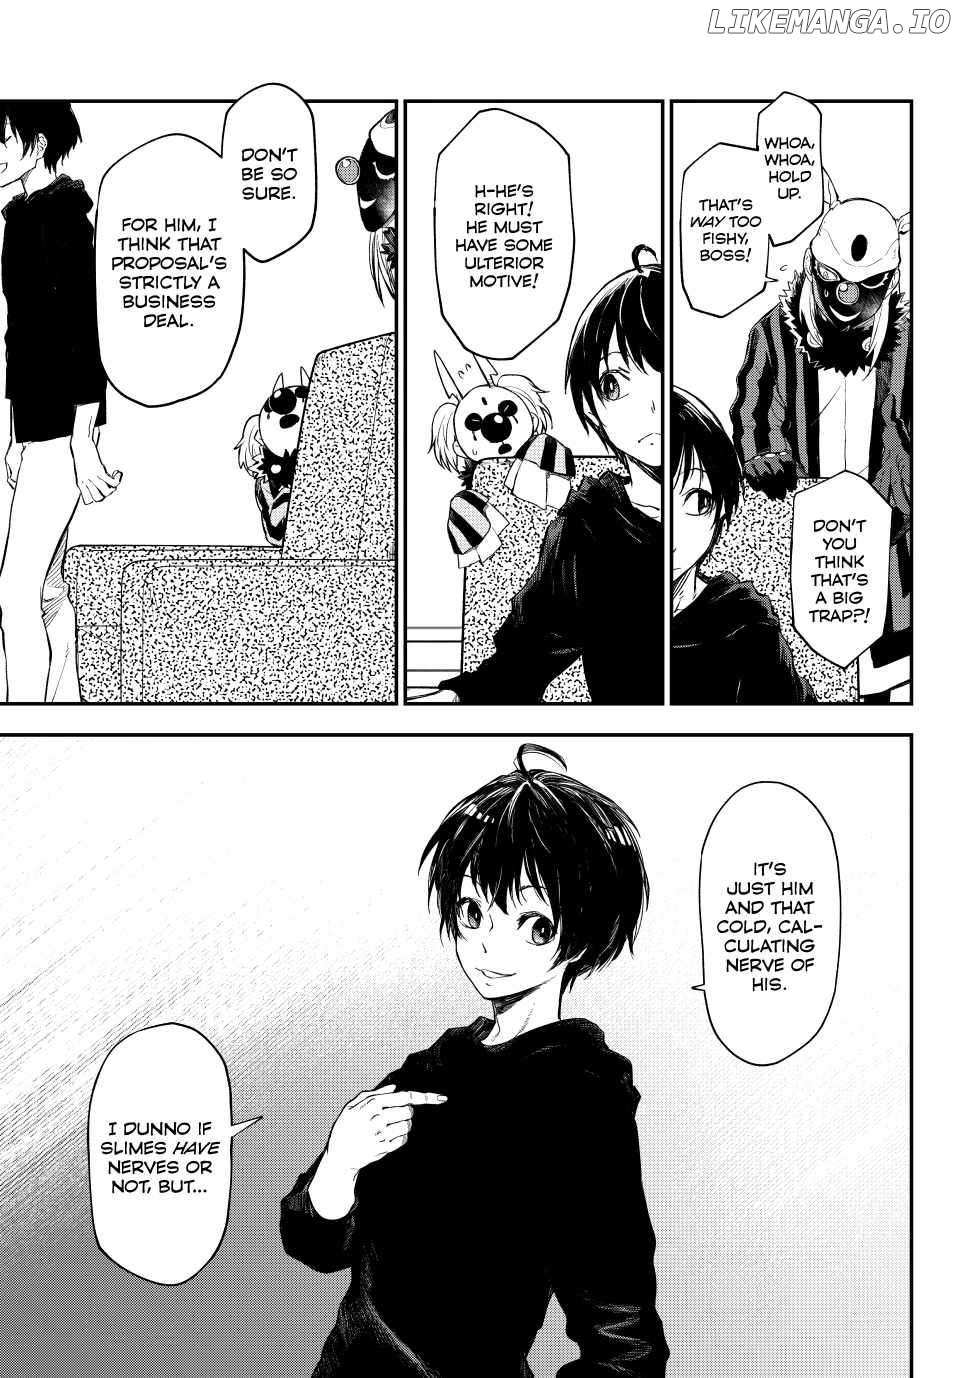 LIKEMANGA.IO
WHOA,
WHOA,
HOLD
UP.
THAT'S
WAY TOO
FISHY,
BOSS!
DON'T
YOU
THINK
THAT'S
A BIG
TRAP?!
H-HE'S
RIGHT!
HE MUST
HAVE SOME
ULTERIOR
MOTIVE!
DON'T
BE SO
SURE.
FOR HIM, I
THINK THAT
PROPOSAL'S
STRICTLY A
BUSINESS
DEAL.
IT'S
JUST HIM
AND THAT
COLD, CAL-
CULATING
NERVE OF
HIS.
I DUNNO IF
SLIMES HAVE
NERVES OR
NOT, BUT...